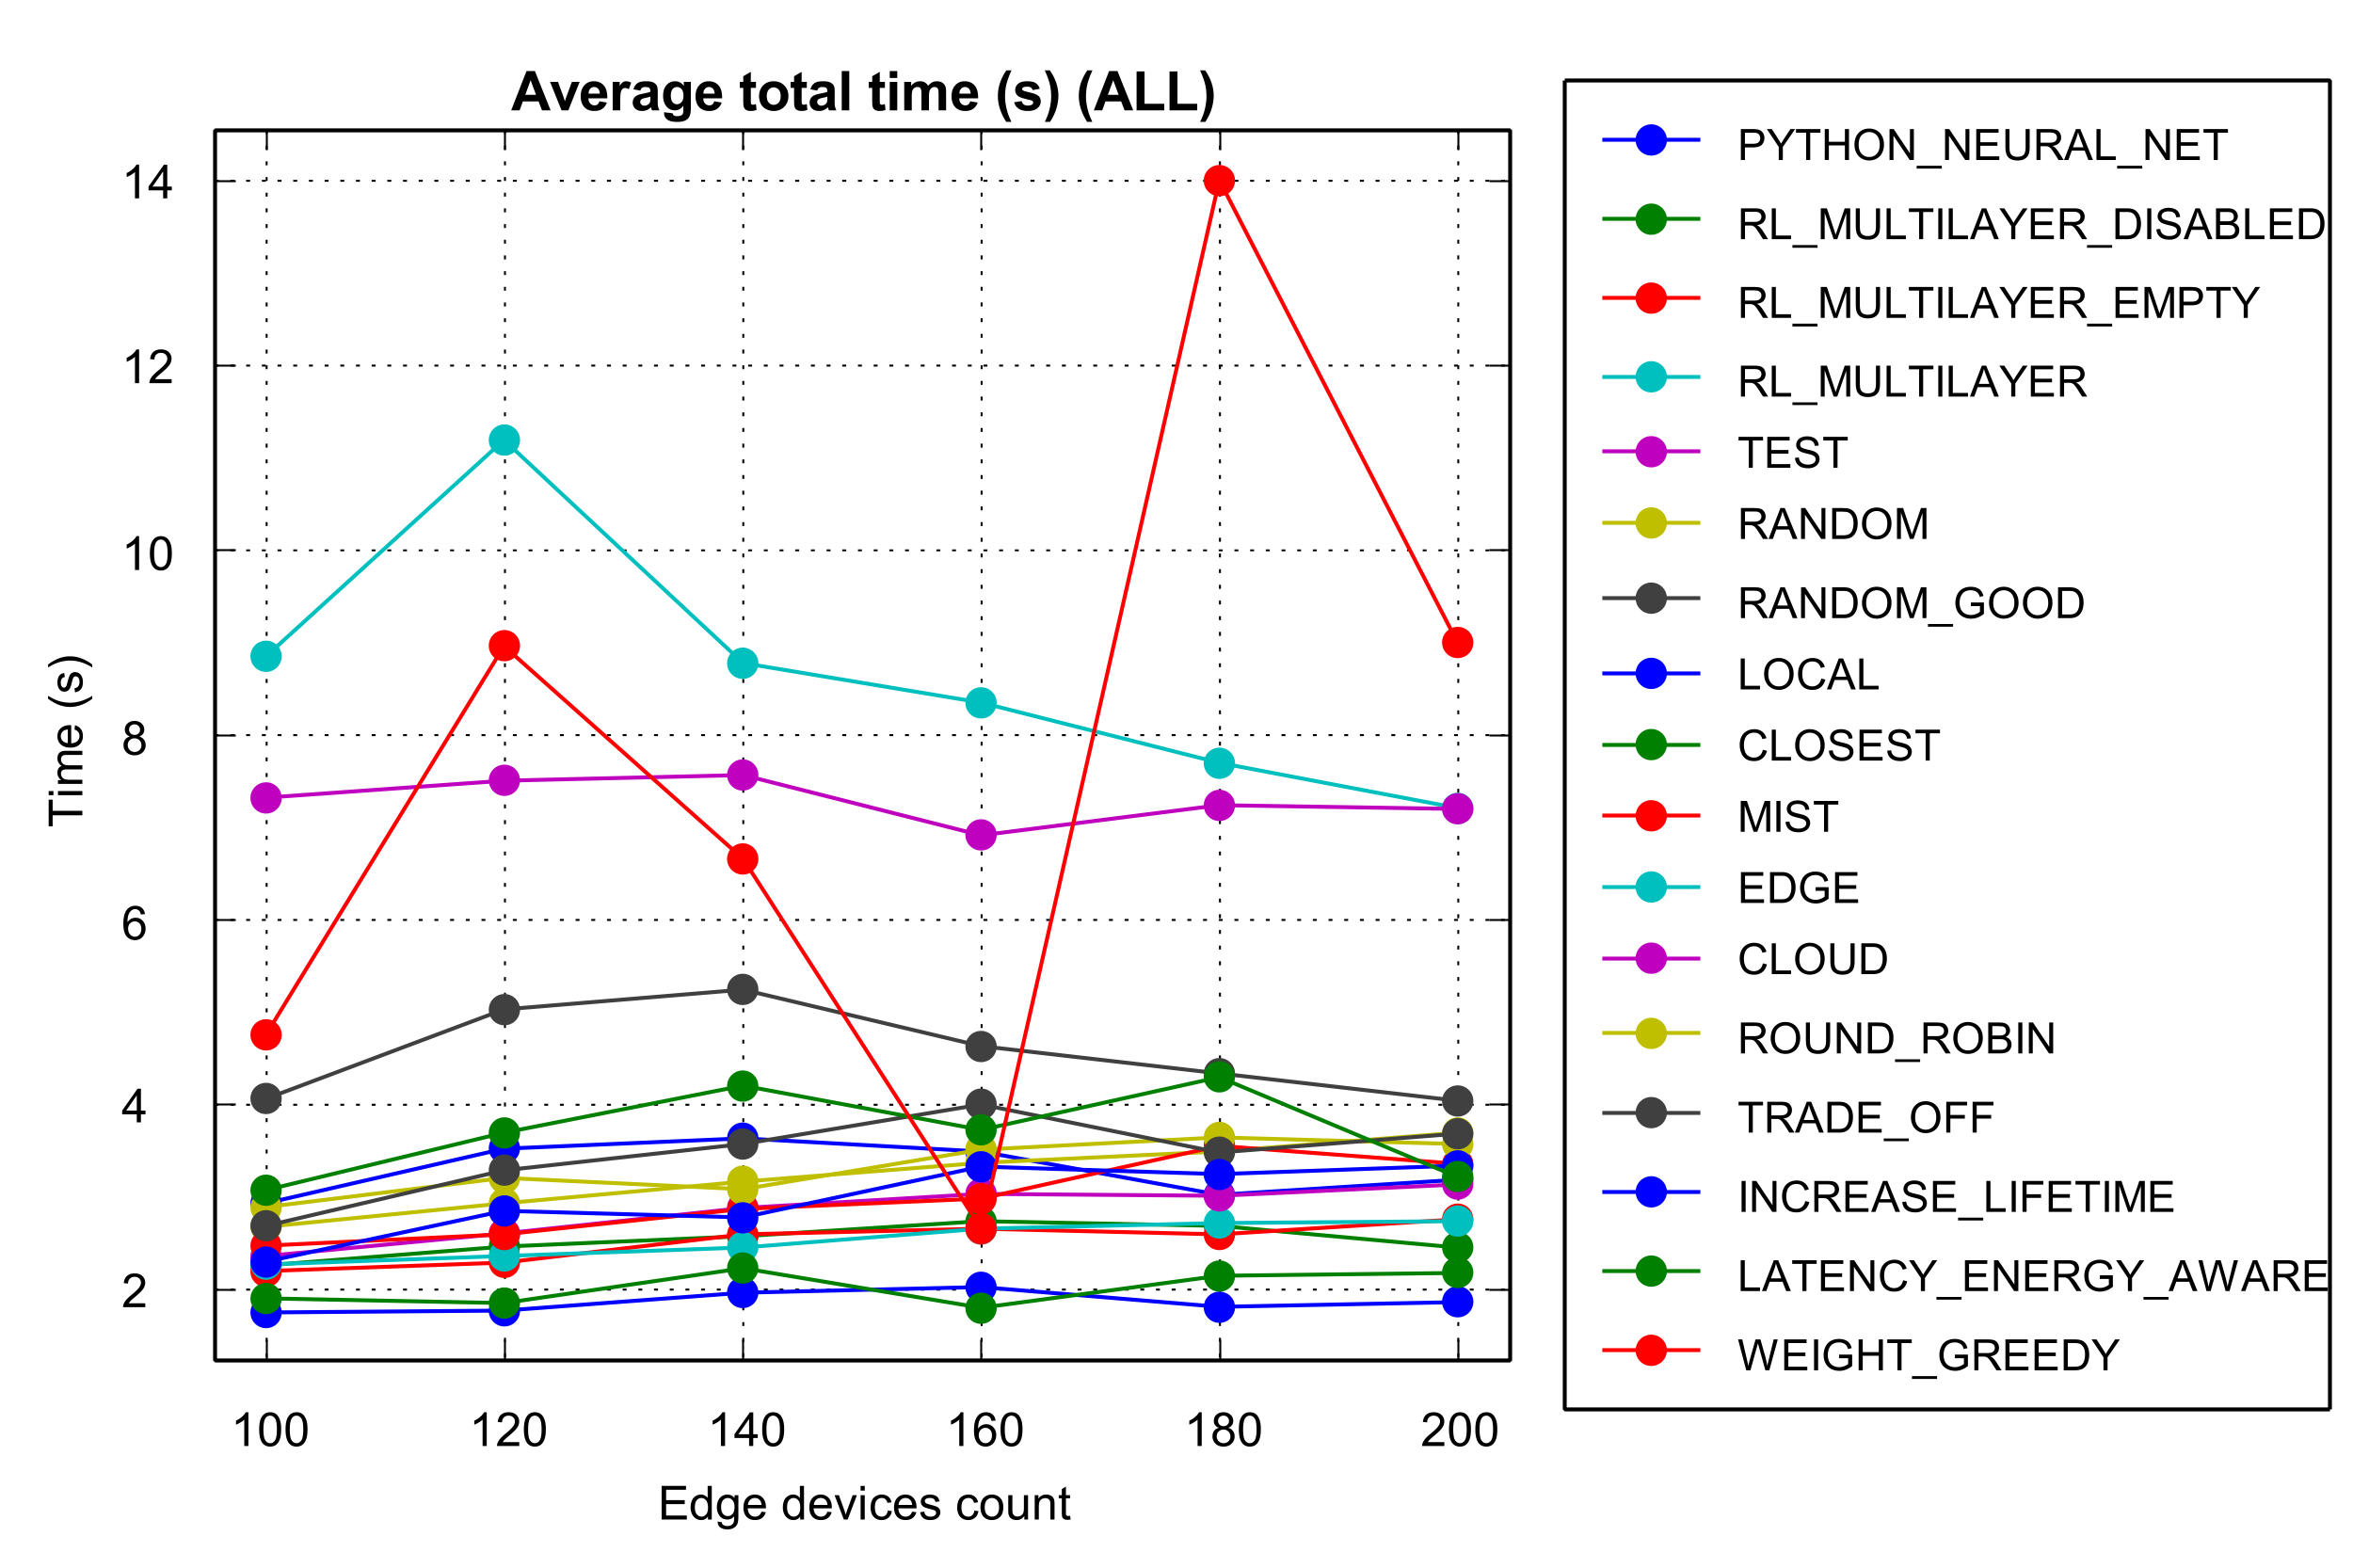 Average total time (s) (ALL)
14
12
10
8
6
4
2
Time (s)
100 120 140 160 180 200
Edge devices count
PYTHON_NEURAL_NET
RL_MULTILAYER_DISABLED
RL_MULTILAYER_EMPTY
RL_MULTILAYER
TEST
RANDOM
RANDOM_GOOD
LOCAL
CLOSEST
MIST
EDGE
CLOUD
ROUND_ROBIN
TRADE_OFF
INCREASE_LIFETIME
LATENCY_ENERGY_AWARE
WEIGHT_GREEDY